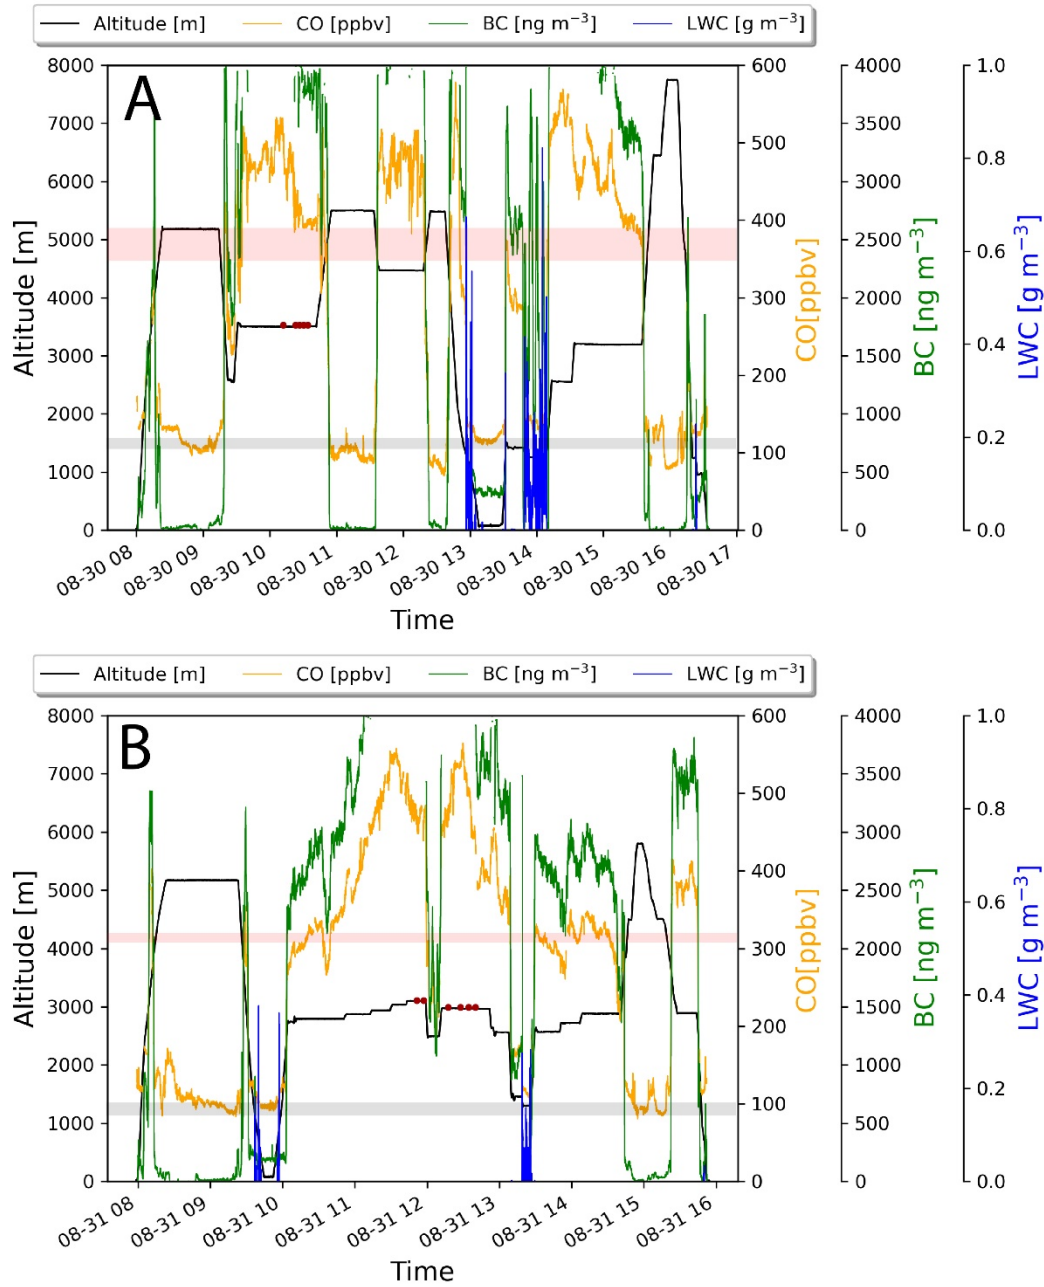 Altitude [m] CO [ppbv] BC [ng m⁻³] LWC [g m⁻³]
A
8000 600 4000 1.0
7000 3500
500 0.8
6000 3000
400
5000 2500 0.6
4000 300 2000
3000 1500 0.4
200
2000 1000
100 0.2
1000 500
0 0 0 0.0
Altitude [m]
CO[ppbv]
BC [ng m⁻³]
LWC [g m⁻³]
08-30 08 08-30 09 08-30 10 08-30 11 08-30 12 08-30 13 08-30 14 08-30 15 08-30 16 08-30 17
Time
Altitude [m] CO [ppbv] BC [ng m⁻³] LWC [g m⁻³]
B
8000 600 4000 1.0
7000 3500
500 0.8
6000 3000
400
5000 2500 0.6
4000 300 2000
3000 1500 0.4
200
2000 1000
100 0.2
1000 500
0 0 0 0.0
Altitude [m]
CO[ppbv]
BC [ng m⁻³]
LWC [g m⁻³]
08-31 08 08-31 09 08-31 10 08-31 11 08-31 12 08-31 13 08-31 14 08-31 15 08-31 16
Time